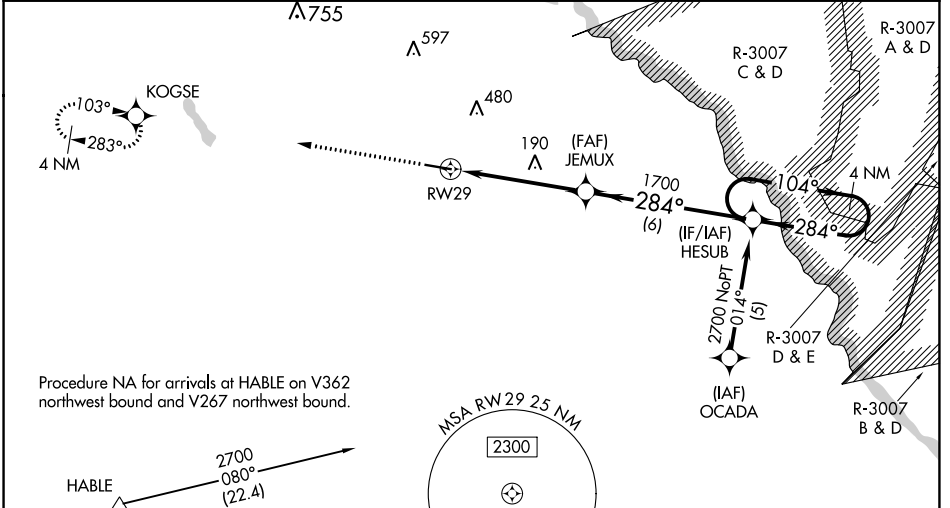 755
597
R-3007
C & D
R-3007
A & D
KOGSE
103°
283°
4 NM
480
190
(FAF)
JEMUX
RW29
1700
284°
(6)
(IF/IAF)
HESUB
104°
4 NM
284°
2700 NoPT
014°
(5)
R-3007
D & E
(IAF)
OCADA
R-3007
B & D
Procedure NA for arrivals at HABLE on V362
northwest bound and V267 northwest bound.
MSA RW 29 25 NM
2300
HABLE
2700
080°
(22.4)